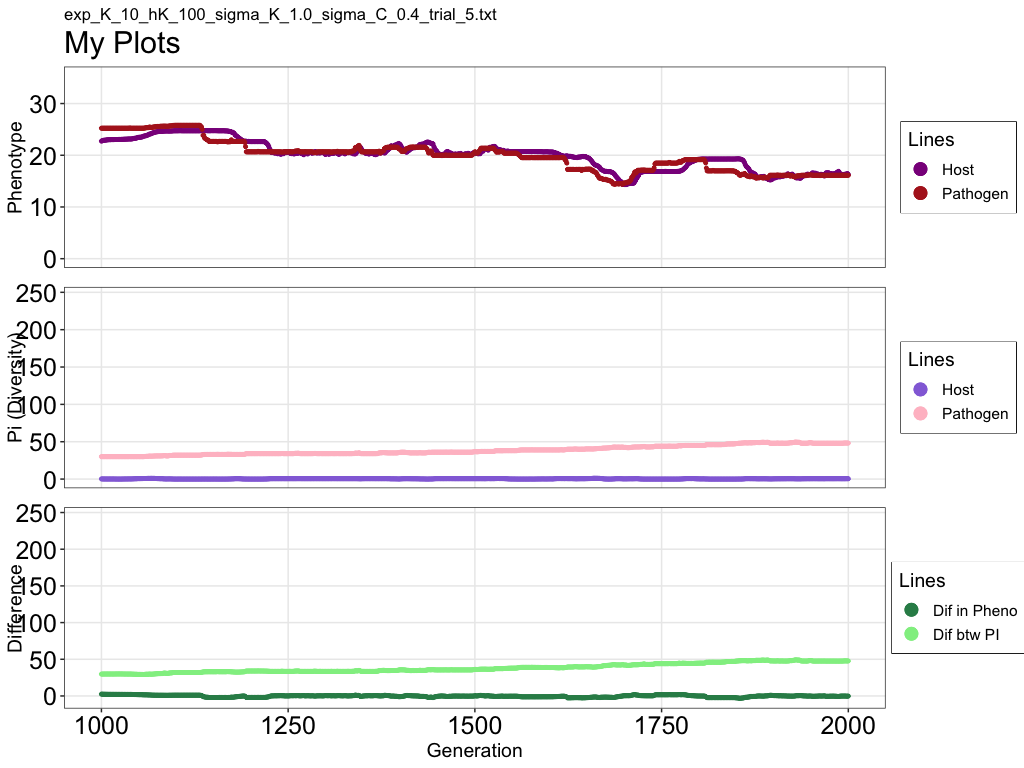 exp_K_10_hK_100_sigma_K_1.0_sigma_C_0.4_trial_5.txt
My Plots
Phenotype
30
20
10
0
Lines
Host
Pathogen
Pi (Diversity)
250
200
150
100
50
0
Lines
Host
Pathogen
Difference
250
200
150
100
50
0
Lines
Dif in Pheno
Dif btw PI
1000 1250 1500 1750 2000
Generation